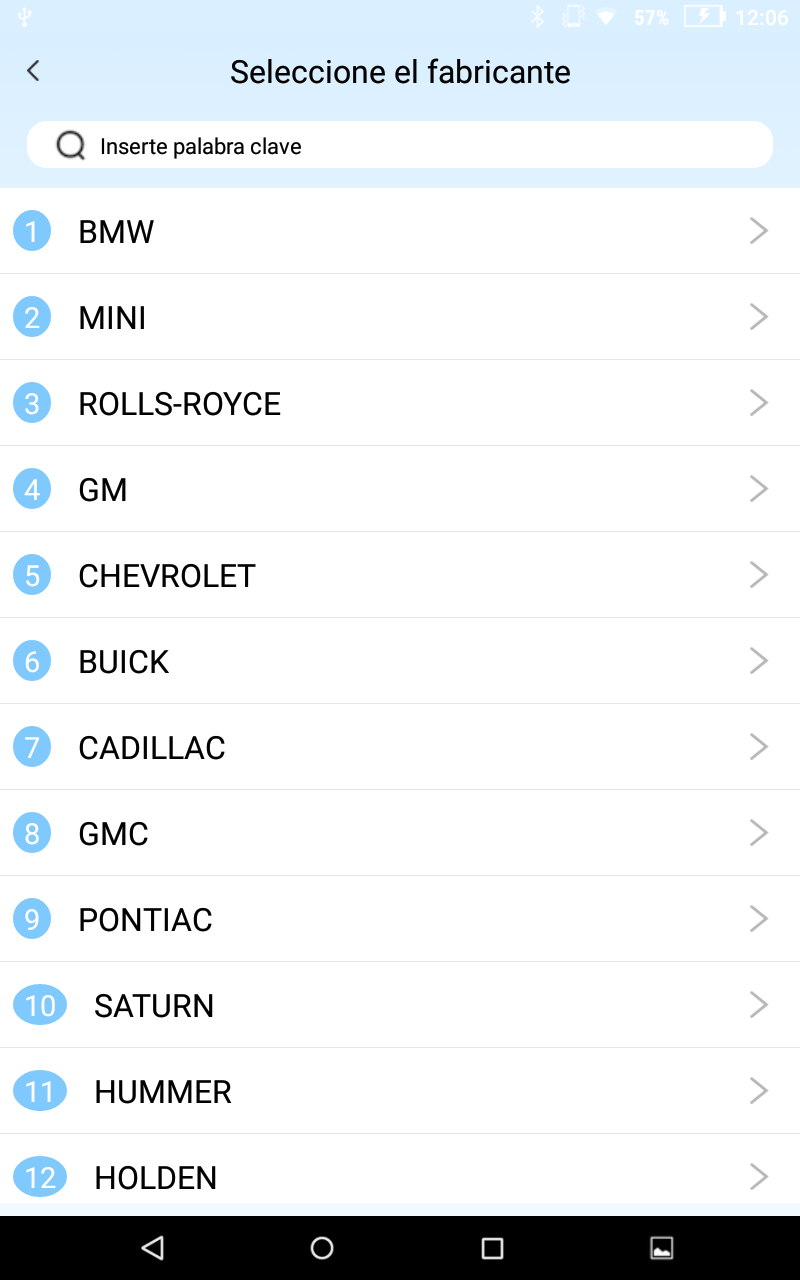 57% 12:06
Seleccione el fabricante
Inserte palabra clave
1 BMW
2 MINI
3 ROLLS-ROYCE
4 GM
5 CHEVROLET
6 BUICK
7 CADILLAC
8 GMC
9 PONTIAC
10 SATURN
11 HUMMER
12 HOLDEN